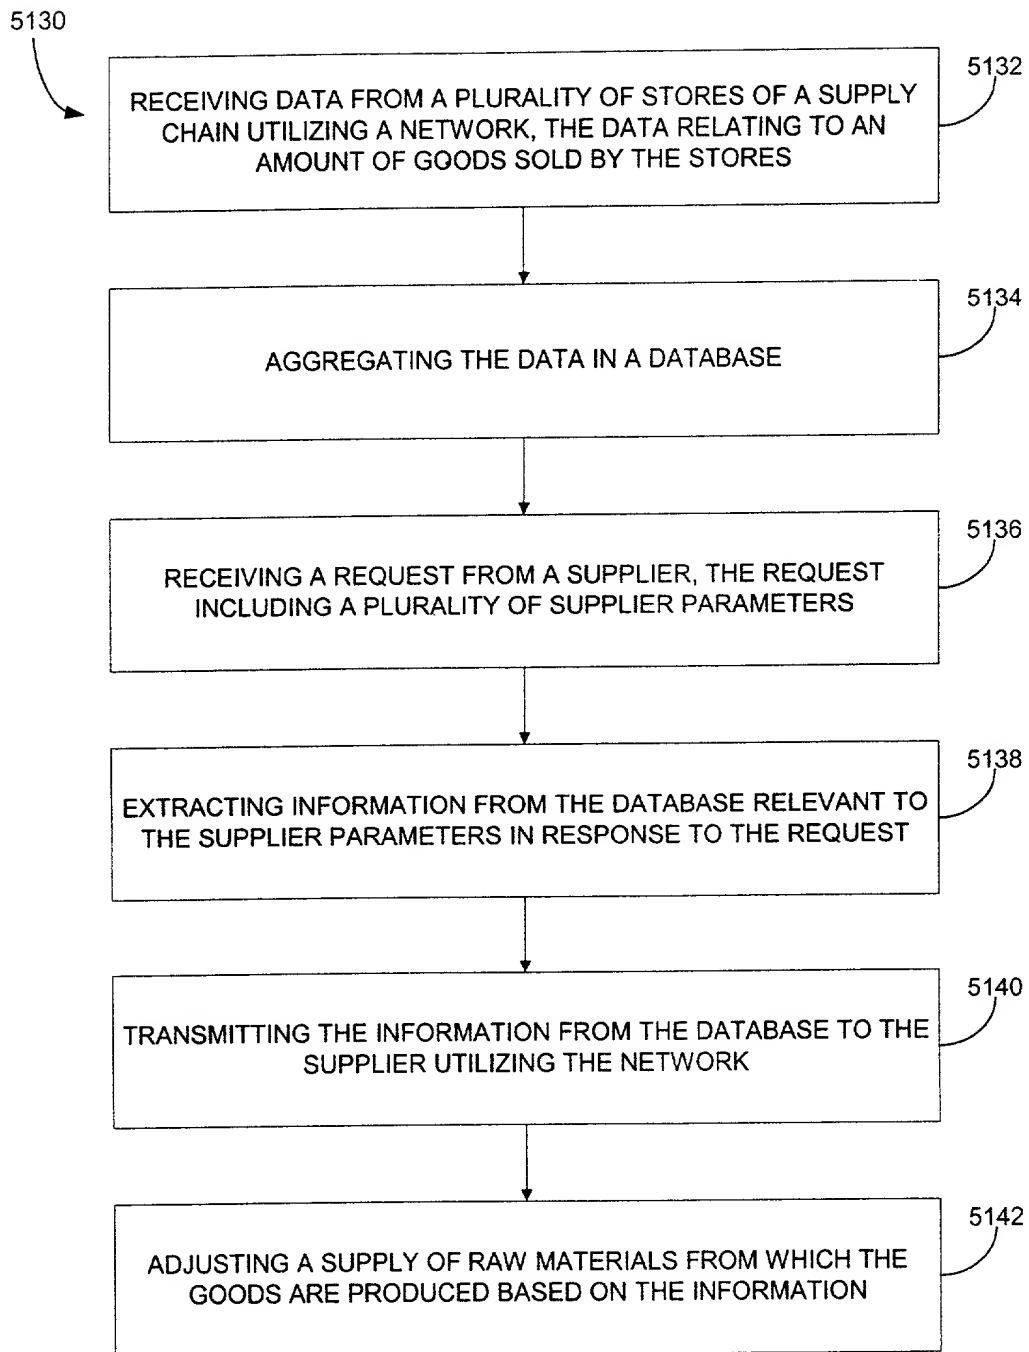 5130
5132
RECEIVING DATA FROM A PLURALITY OF STORES OF A SUPPLY
CHAIN UTILIZING A NETWORK, THE DATA RELATING TO AN
AMOUNT OF GOODS SOLD BY THE STORES
5134
AGGREGATING THE DATA IN A DATABASE
5136
RECEIVING A REQUEST FROM A SUPPLIER, THE REQUEST
INCLUDING A PLURALITY OF SUPPLIER PARAMETERS
5138
EXTRACTING INFORMATION FROM THE DATABASE RELEVANT TO
THE SUPPLIER PARAMETERS IN RESPONSE TO THE REQUEST
5140
TRANSMITTING THE INFORMATION FROM THE DATABASE TO THE
SUPPLIER UTILIZING THE NETWORK
5142
ADJUSTING A SUPPLY OF RAW MATERIALS FROM WHICH THE
GOODS ARE PRODUCED BASED ON THE INFORMATION